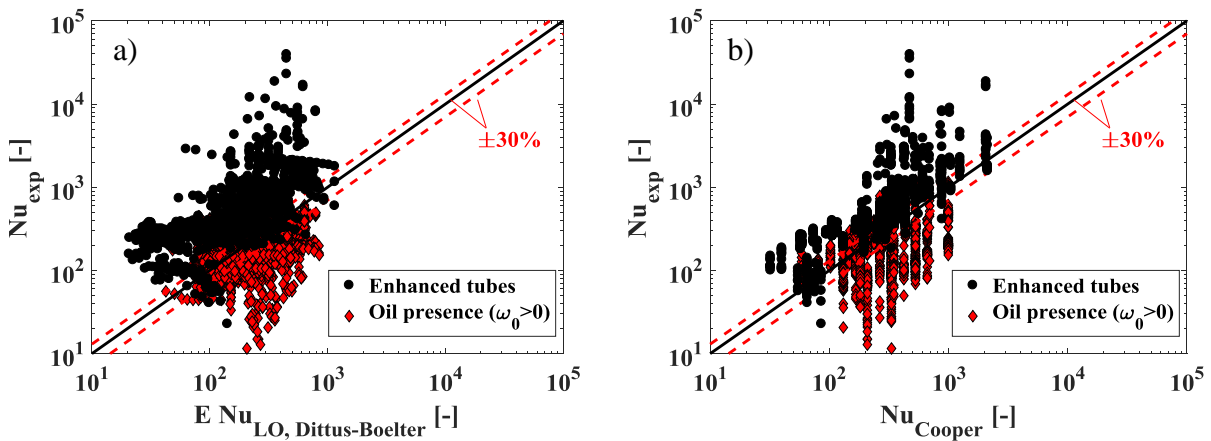 a)
10^5
10^4
10^3
10^2
10^1
Nu_exp [-]
±30%
Enhanced tubes
Oil presence (ω_0>0)
10^1 10^2 10^3 10^4 10^5
E Nu_LO, Dittus-Boelter [-]
b)
10^5
10^4
10^3
10^2
10^1
Nu_exp [-]
±30%
Enhanced tubes
Oil presence (ω_0>0)
10^1 10^2 10^3 10^4 10^5
Nu_Cooper [-]